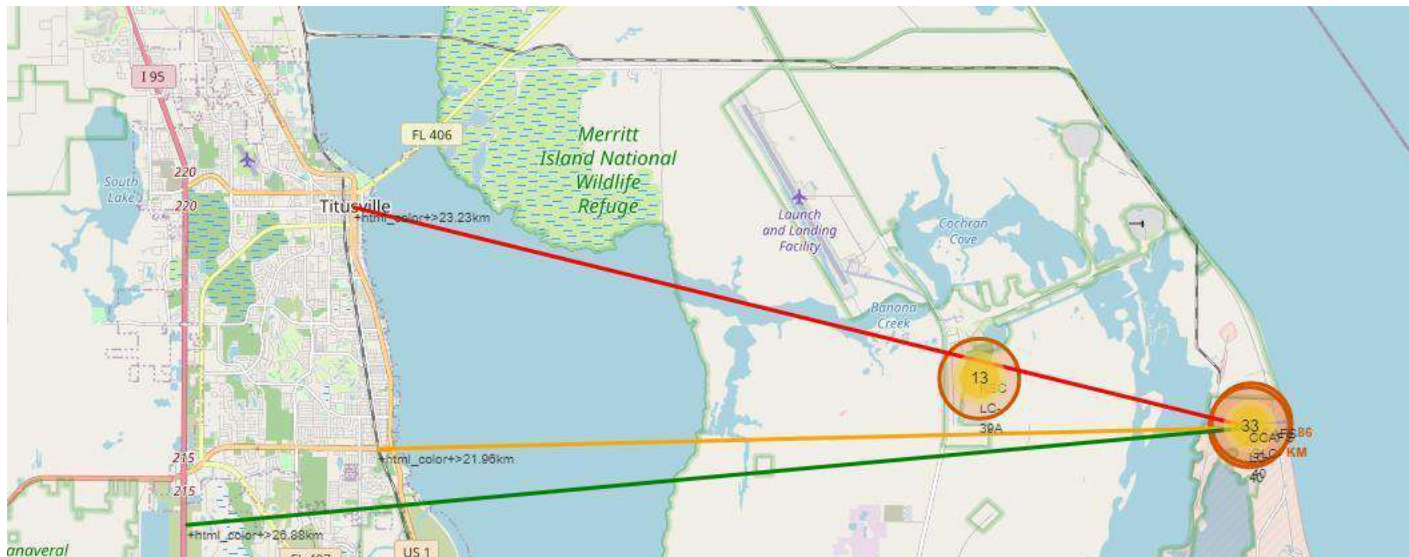 I 95
FL 406
Merritt
Island National
Wildlife
Refuge
220
South
Lake
220
Titusville
+html_color+>23.23km
Launch
and Landing
Facility
Cochran
Cove
Banana
Creek
13
LC-
39A
33
86
KM
40
215
+html_color+>21.96km
215
+html_color+>26.88km
anaveral
US 1